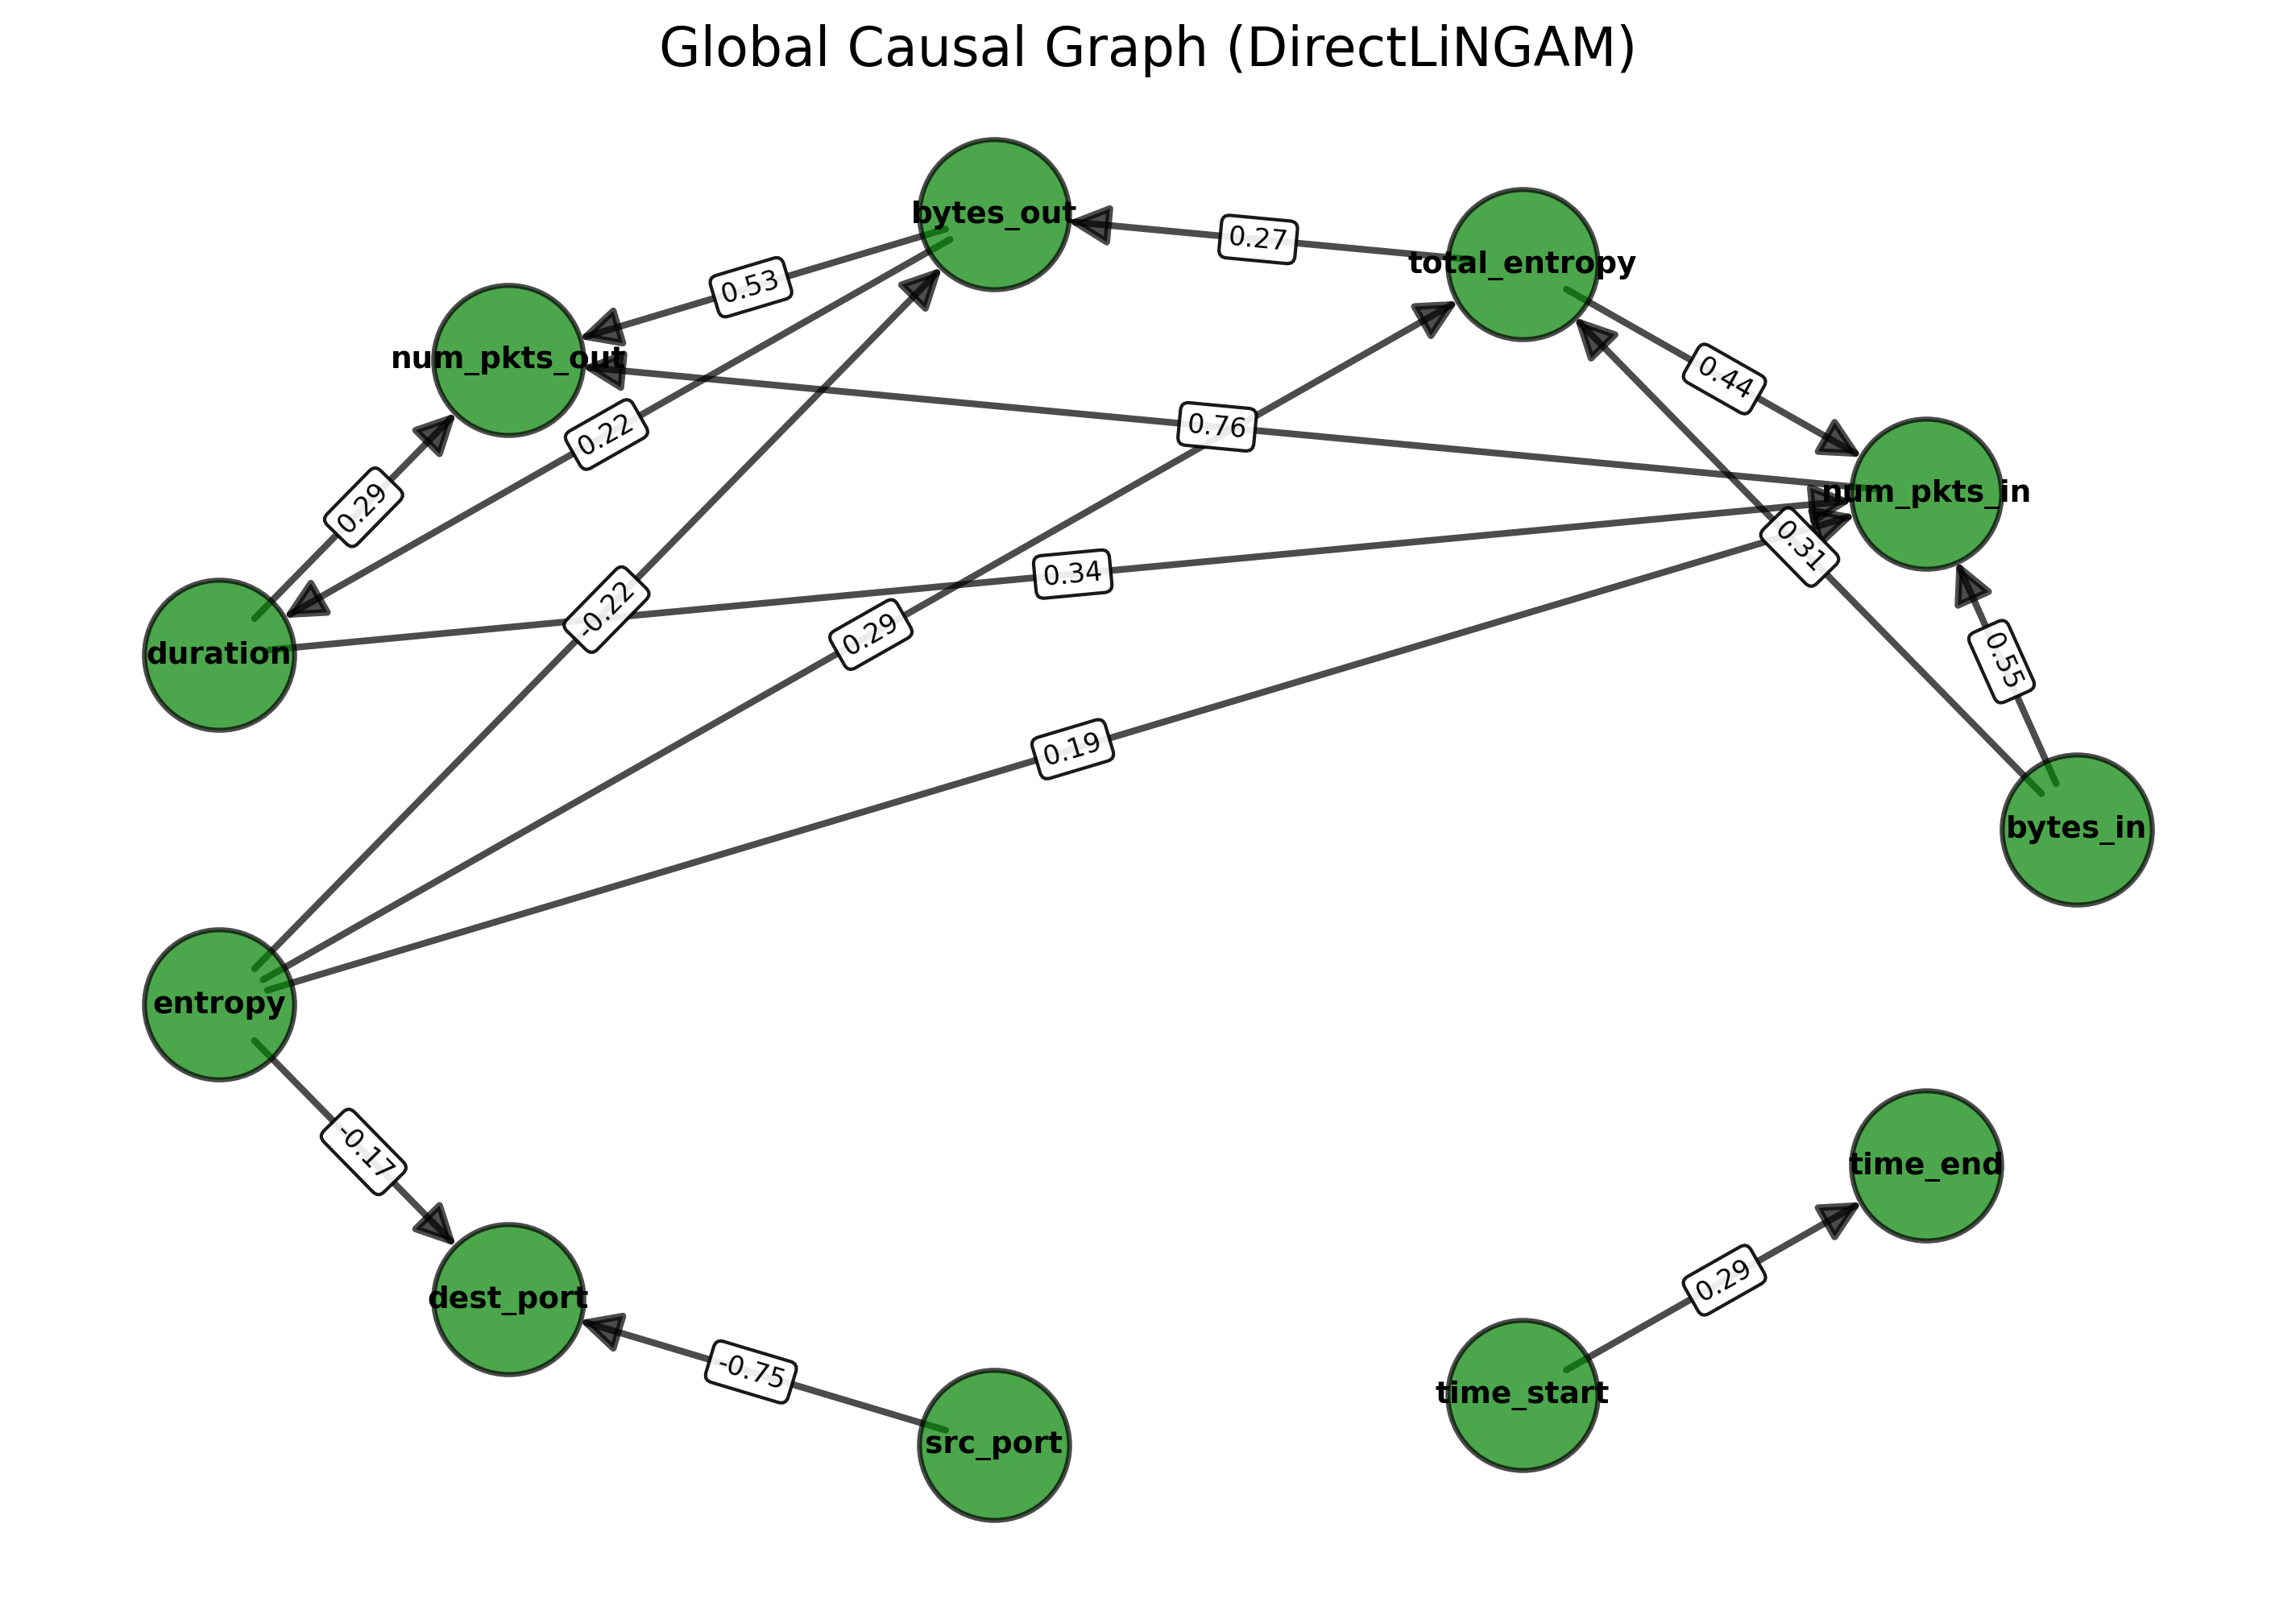 Global Causal Graph (DirectLiNGAM)
bytes_out
0.27
total_entropy
0.53
num_pkts_out
0.44
0.76
0.22
num_pkts_in
0.29
0.31
0.34
-0.22
0.29
duration
0.55
0.19
bytes_in
entropy
-0.17
time_end
0.29
dest_port
-0.75
time_start
src_port